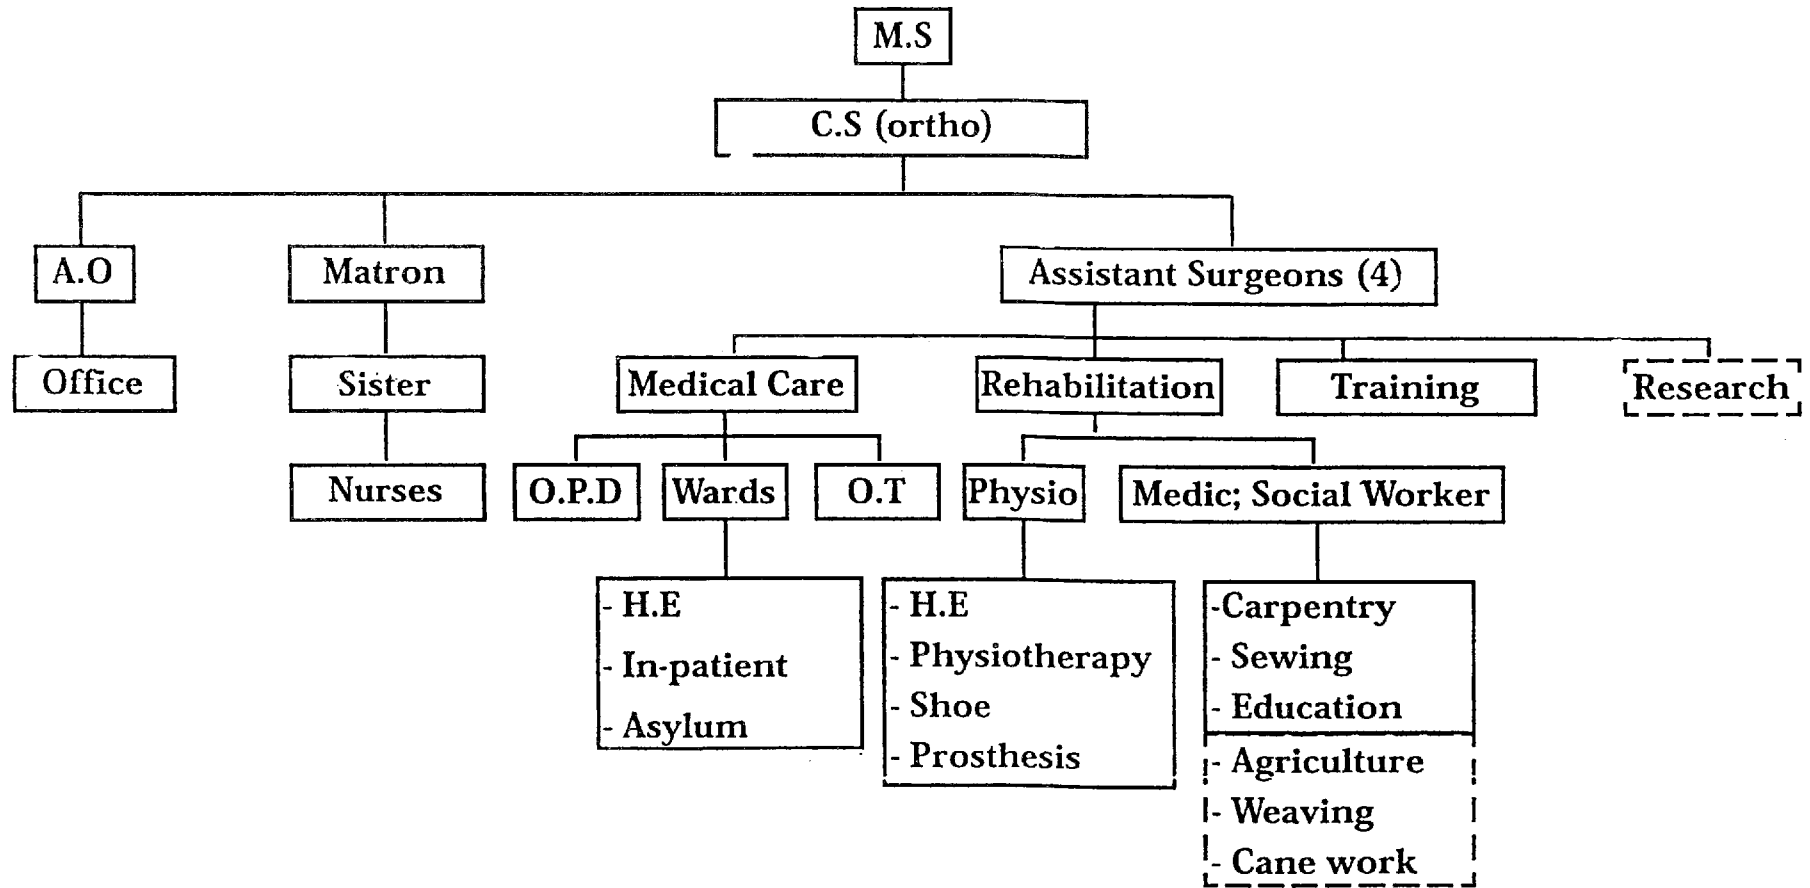 M.S
C.S (ortho)
A.O
Matron
Assistant Surgeons (4)
Office
Sister
Medical Care
Rehabilitation
Training
Research
Nurses
O.P.D
Wards
O.T
Physio
Medic; Social Worker
- H.E
- In-patient
- Asylum
- H.E
- Physiotherapy
- Shoe
- Prosthesis
-Carpentry
- Sewing
- Education
- Agriculture
- Weaving
- Cane work